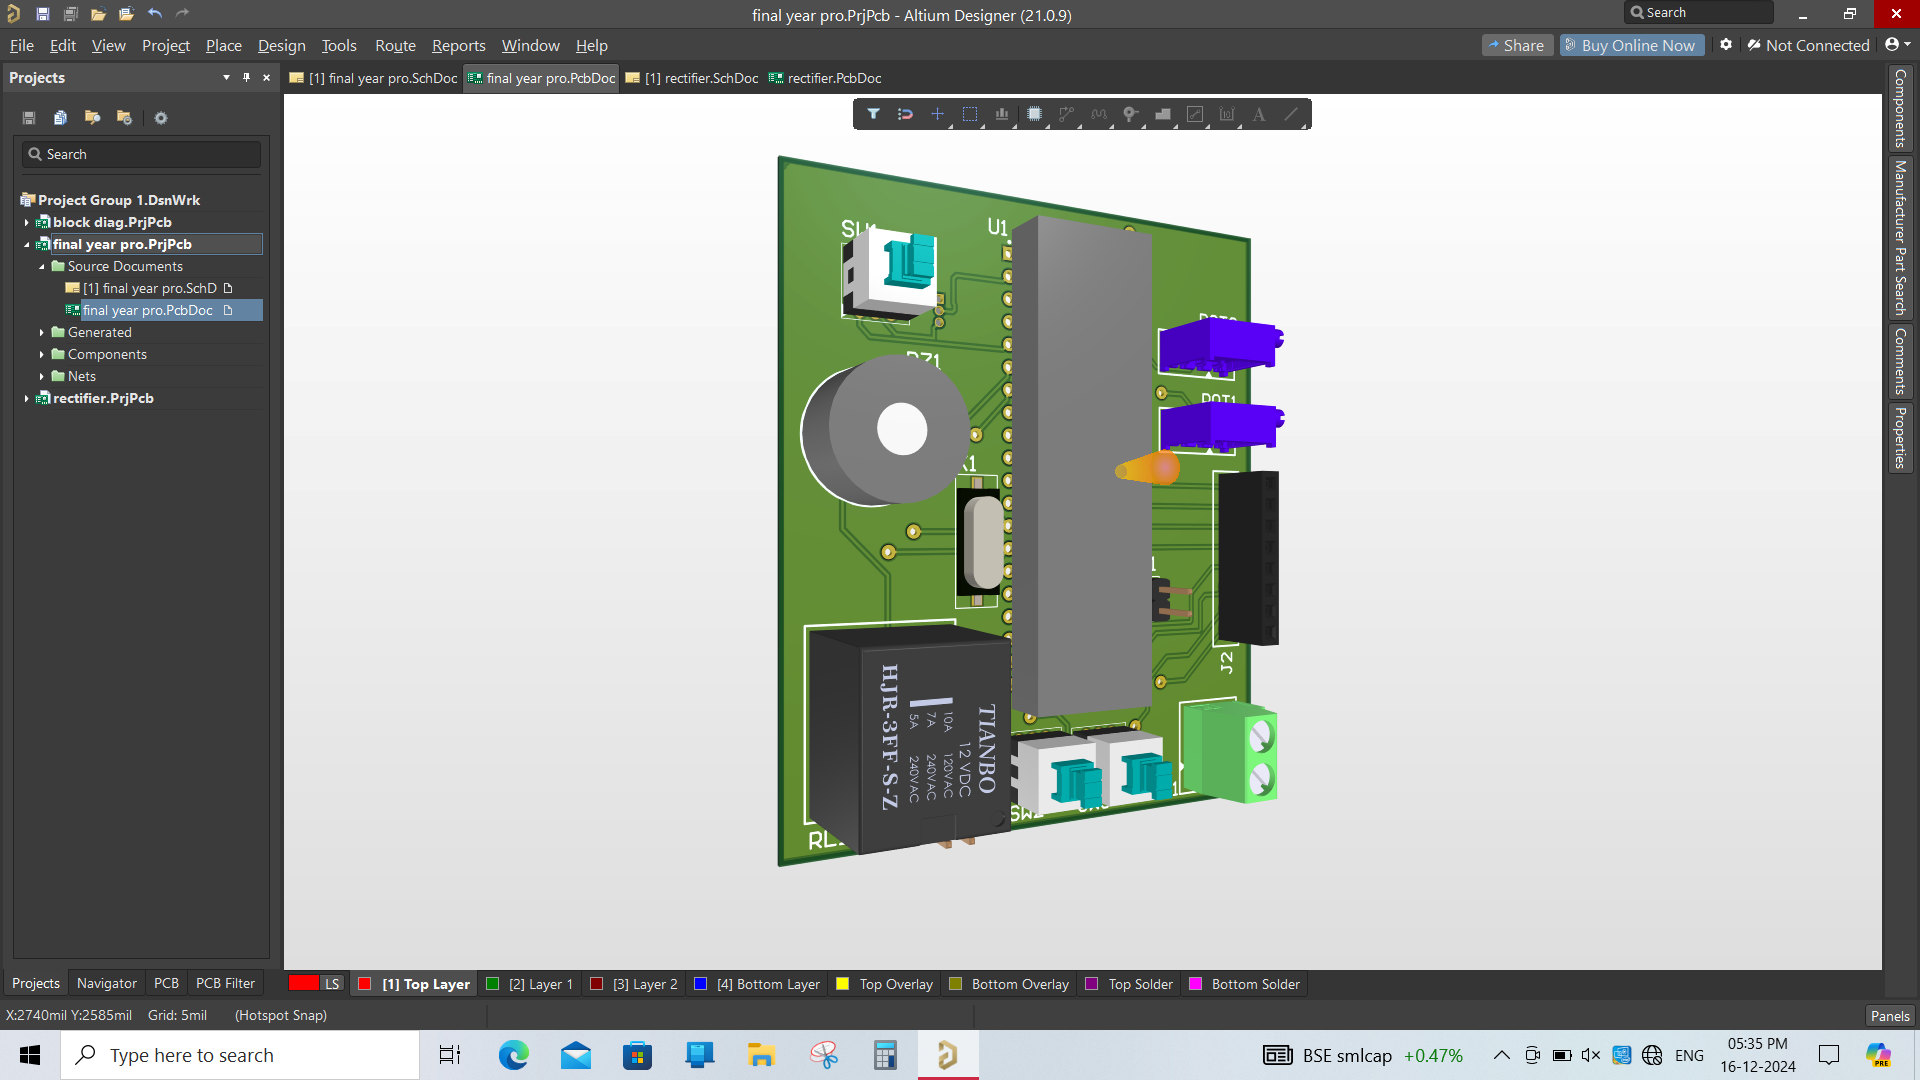 final year pro.PrjPcb - Altium Designer (21.0.9)
Search
File Edit View Project Place Design Tools Route Reports Window Help
Share
Buy Online Now
Not Connected
Projects
[1] final year pro.SchDoc
final year pro.PcbDoc
[1] rectifier.SchDoc
rectifier.PcbDoc
Search
Project Group 1.DsnWrk
block diag.PrjPcb
final year pro.PrjPcb
Source Documents
[1] final year pro.SchD
final year pro.PcbDoc
Generated
Components
Nets
rectifier.PrjPcb
Components
Manufacturer Part Search
Comments
Properties
U1
J2
HJR-3FF-S-Z
5A 240VAC
7A 240VAC
10A 120VAC
12 VDC
TIANBO
SW2
Projects Navigator PCB PCB Filter
LS
[1] Top Layer
[2] Layer 1
[3] Layer 2
[4] Bottom Layer
Top Overlay
Bottom Overlay
Top Solder
Bottom Solder
X:2740mil Y:2585mil Grid: 5mil (Hotspot Snap)
Panels
Type here to search
BSE smlcap +0.47%
ENG
05:35 PM
16-12-2024
PRE